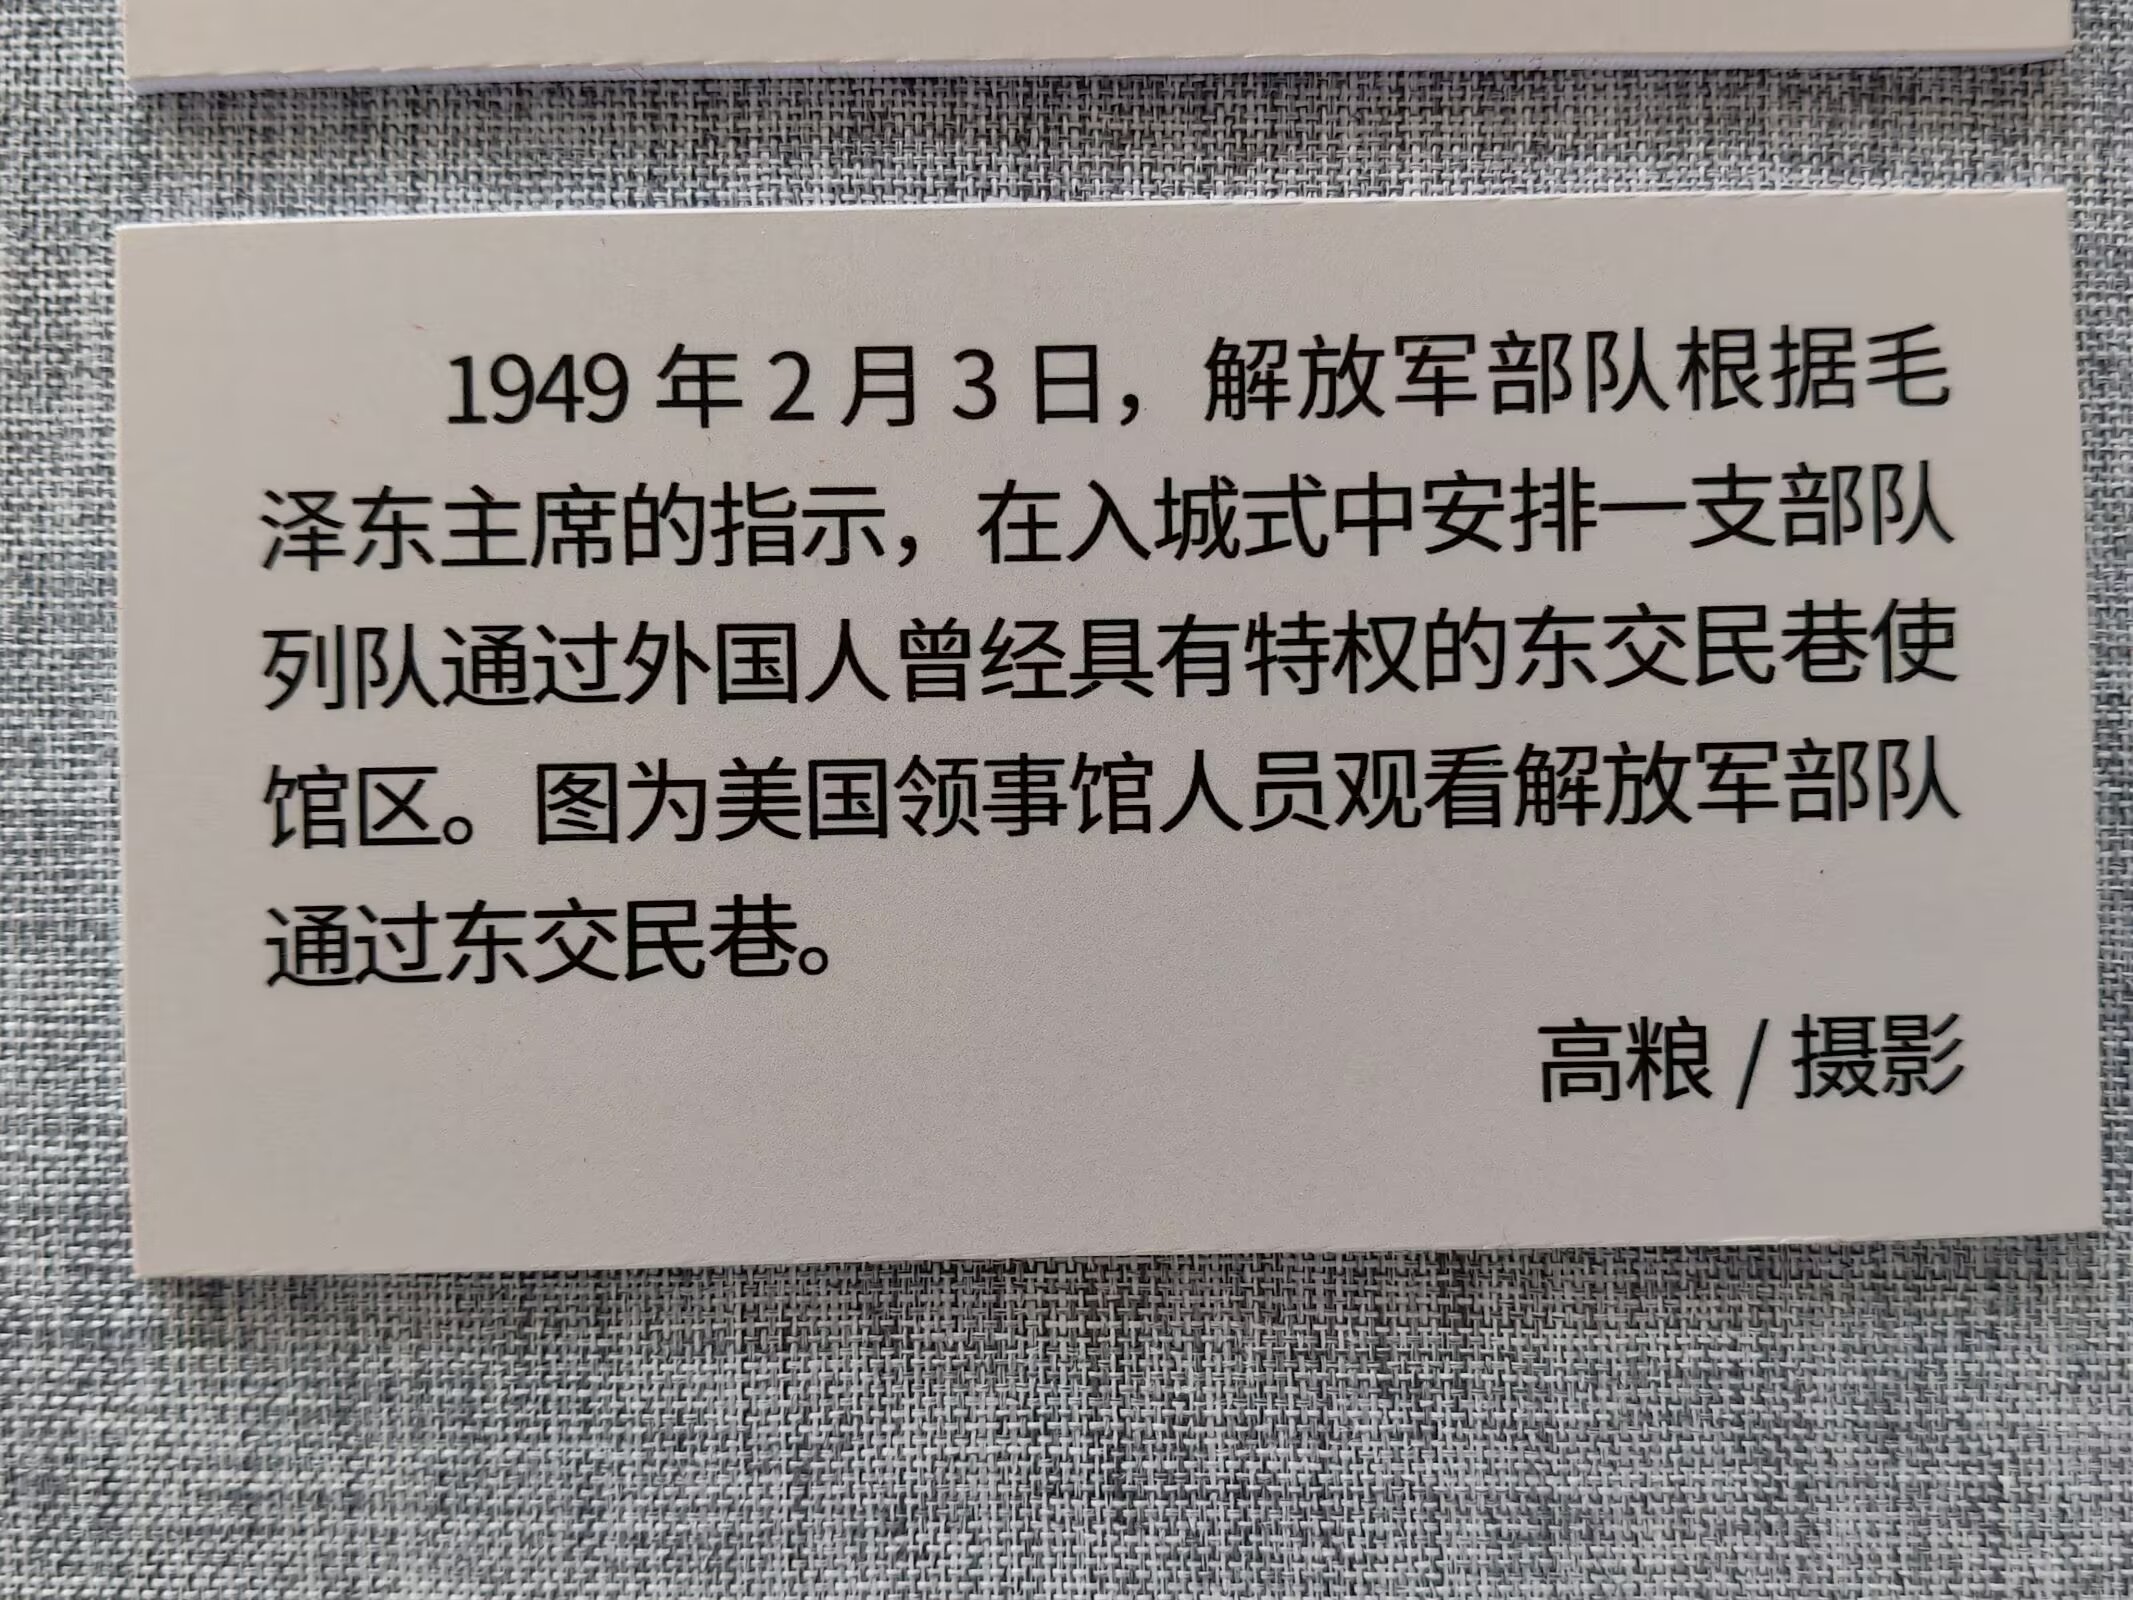 1949 年 2 月 3 日，解放军部队根据毛
泽东主席的指示，在入城式中安排一支部队
列队通过外国人曾经具有特权的东交民巷使
馆区。图为美国领事馆人员观看解放军部队
通过东交民巷。
高粮 / 摄影